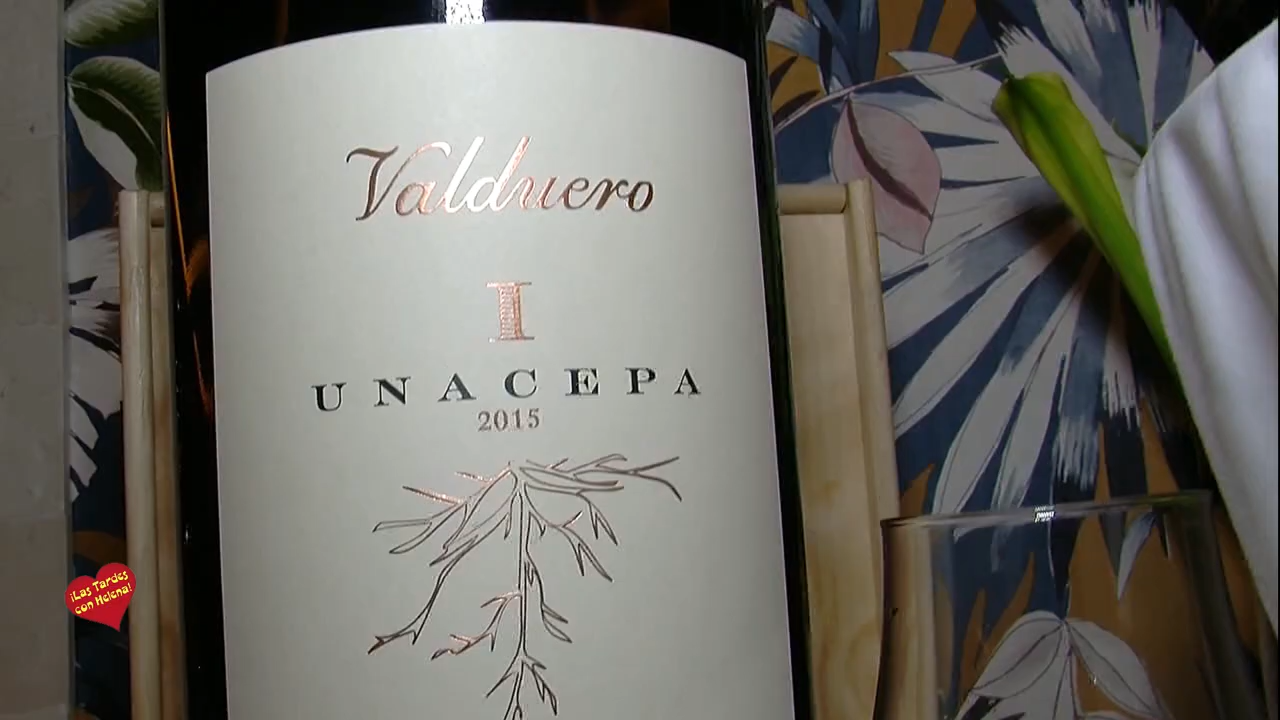 Valduero
I
UNACEPA
2015
¡Las Tardes
con Helena!